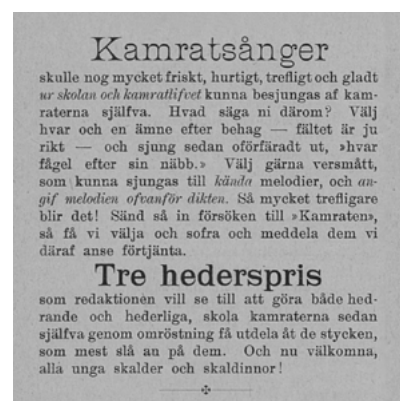 Kamratsånger
skulle nog mycket friskt, hurtigt, trefligt och gladt
ur skolan och kamratlifvet kunna besjungas af kam-
raterna själfva. Hvad säga ni därom? Välj
hvar och en ämne efter behag — fältet är ju
rikt — och sjung sedan oförfäradt ut, »hvar
fågel efter sin näbb.» Välj gärna versmått,
som kunna sjungas till kända melodier, och an-
gif melodien ofvanför dikten. Så mycket trefligare
blir det! Sänd så in försöken till »Kamraten»,
så få vi välja och sofra och meddela dem vi
däraf anse förtjänta.
Tre hederspris
som redaktionen vill se till att göra både hed-
rande och hederliga, skola kamraterna sedan
själfva genom omröstning få utdela åt de stycken,
som mest slå an på dem. Och nu välkomna,
alla unga skalder och skaldinnor!